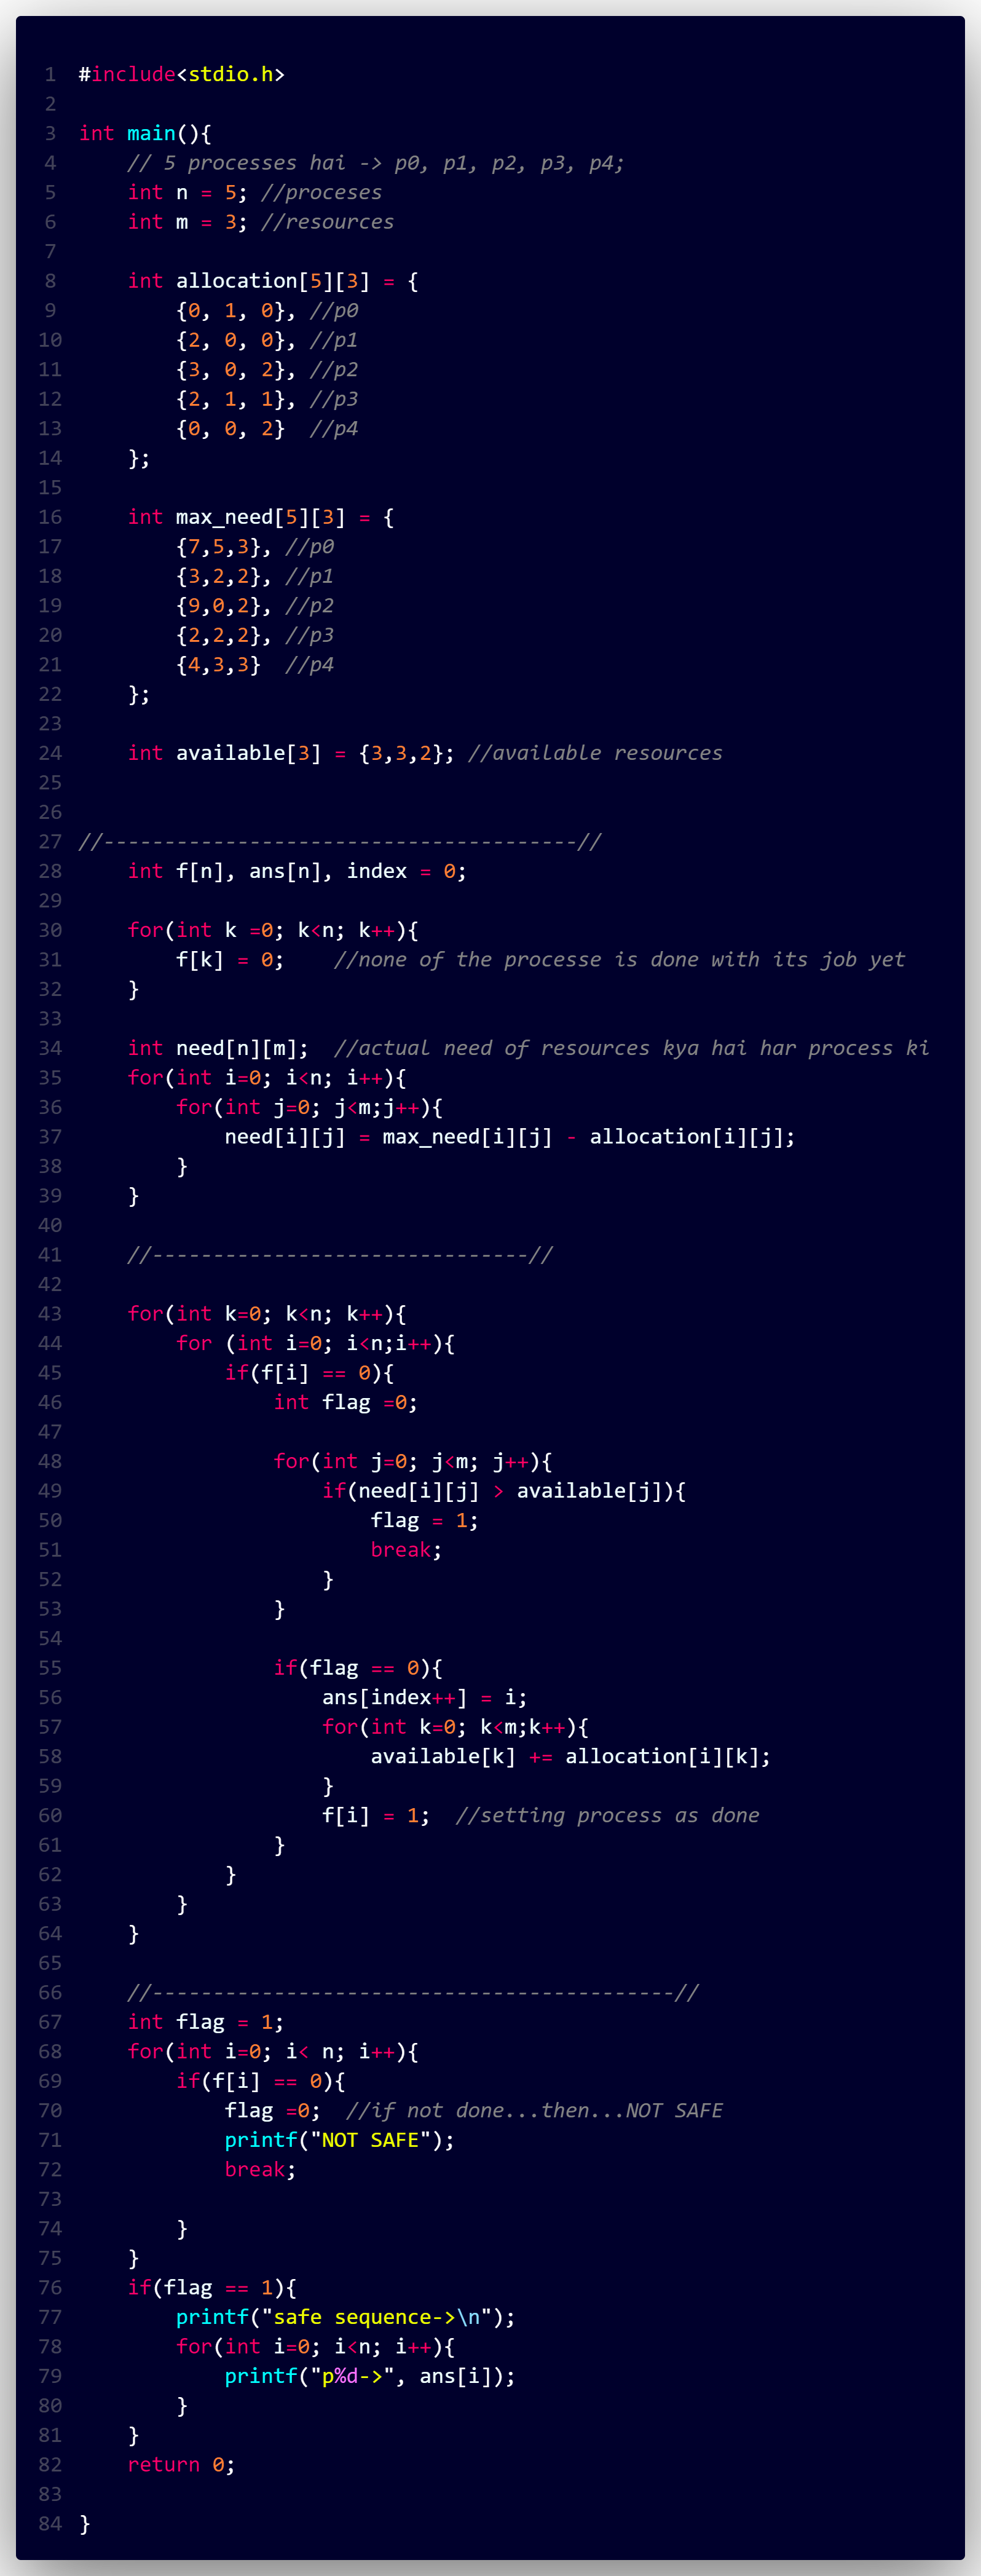 1 #include<stdio.h>
2
3 int main(){
4     // 5 processes hai -> p0, p1, p2, p3, p4;
5     int n = 5; //proceses
6     int m = 3; //resources
7
8     int allocation[5][3] = {
9         {0, 1, 0}, //p0
10         {2, 0, 0}, //p1
11         {3, 0, 2}, //p2
12         {2, 1, 1}, //p3
13         {0, 0, 2}  //p4
14     };
15
16     int max_need[5][3] = {
17         {7,5,3}, //p0
18         {3,2,2}, //p1
19         {9,0,2}, //p2
20         {2,2,2}, //p3
21         {4,3,3}  //p4
22     };
23
24     int available[3] = {3,3,2}; //available resources
25
26
27 //---------------------------------------//
28     int f[n], ans[n], index = 0;
29
30     for(int k =0; k<n; k++){
31         f[k] = 0;    //none of the processe is done with its job yet
32     }
33
34     int need[n][m];  //actual need of resources kya hai har process ki
35     for(int i=0; i<n; i++){
36         for(int j=0; j<m;j++){
37             need[i][j] = max_need[i][j] - allocation[i][j];
38         }
39     }
40
41     //-------------------------------//
42
43     for(int k=0; k<n; k++){
44         for (int i=0; i<n;i++){
45             if(f[i] == 0){
46                 int flag =0;
47
48                 for(int j=0; j<m; j++){
49                     if(need[i][j] > available[j]){
50                         flag = 1;
51                         break;
52                     }
53                 }
54
55                 if(flag == 0){
56                     ans[index++] = i;
57                     for(int k=0; k<m;k++){
58                         available[k] += allocation[i][k];
59                     }
60                     f[i] = 1;  //setting process as done
61                 }
62             }
63         }
64     }
65
66     //-------------------------------------------//
67     int flag = 1;
68     for(int i=0; i< n; i++){
69         if(f[i] == 0){
70             flag =0;  //if not done...then...NOT SAFE
71             printf("NOT SAFE");
72             break;
73
74         }
75     }
76     if(flag == 1){
77         printf("safe sequence->\n");
78         for(int i=0; i<n; i++){
79             printf("p%d->", ans[i]);
80         }
81     }
82     return 0;
83
84 }